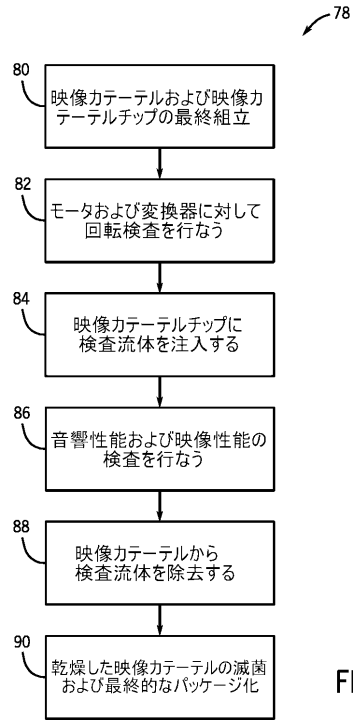 78
80
映像カテーテルおよび映像カ
テーテルチップの最終組立
82
モータおよび変換器に対して
回転検査を行なう
84
映像カテーテルチップに
検査流体を注入する
86
音響性能および映像性能の
検査を行なう
88
映像カテーテルから
検査流体を除去する
90
乾燥した映像カテーテルの滅菌
および最終的なパッケージ化